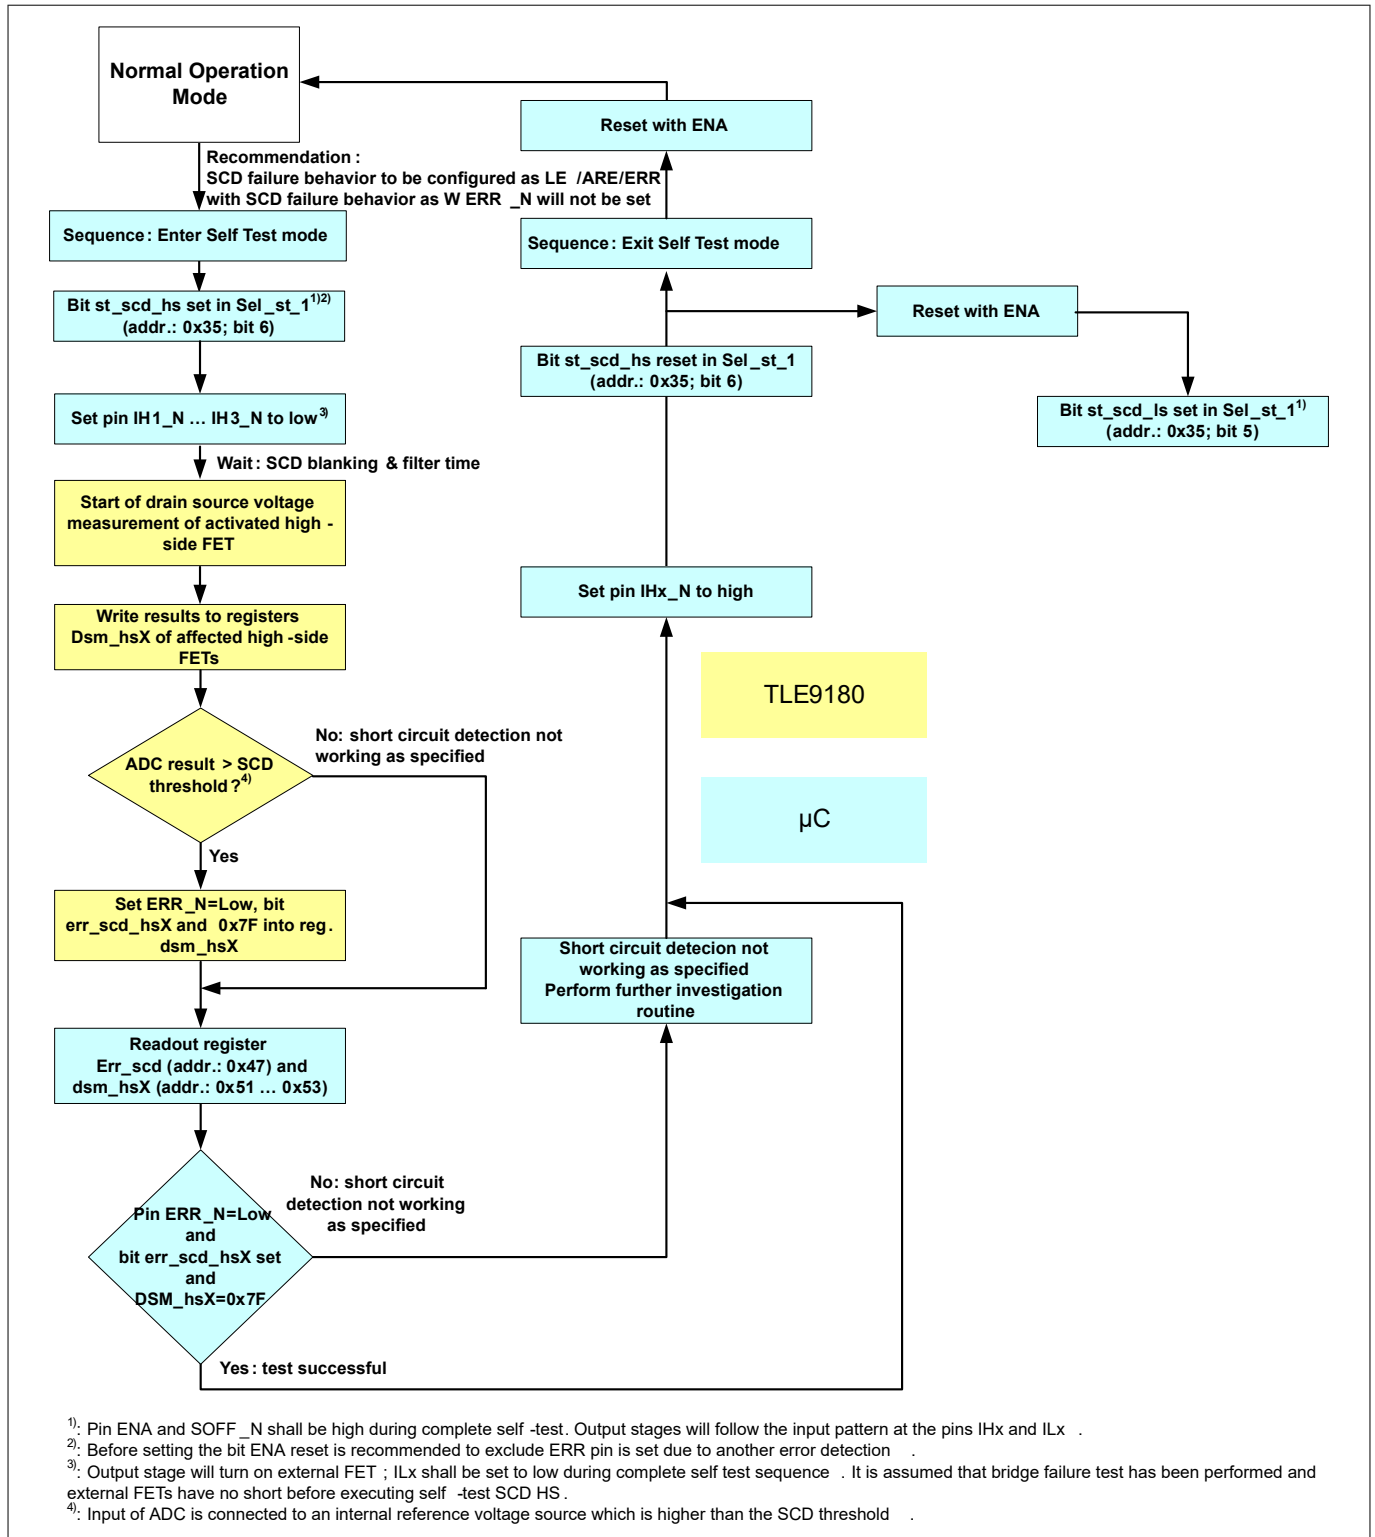 Normal Operation
Mode
Reset with ENA
Recommendation :
SCD failure behavior to be configured as LE /ARE/ERR
with SCD failure behavior as W ERR _N will not be set
Sequence : Enter Self Test mode
Sequence : Exit Self Test mode
Bit st_scd_hs set in Sel_st_1 1)2)
(addr.: 0x35; bit 6)
Reset with ENA
Bit st_scd_hs reset in Sel_st_1
(addr.: 0x35; bit 6)
Set pin IH1_N … IH3_N to low 3)
Bit st_scd_ls set in Sel_st_1 1)
(addr.: 0x35; bit 5)
Wait : SCD blanking & filter time
Start of drain source voltage
measurement of activated high -
side FET
Set pin IHx_N to high
Write results to registers
Dsm_hsX of affected high -side
FETs
TLE9180
No: short circuit detection not
working as specified
ADC result > SCD
threshold ? 4)
µC
Yes
Set ERR_N=Low, bit
err_scd_hsX and 0x7F into reg.
dsm_hsX
Short circuit detecion not
working as specified
Perform further investigation
routine
Readout register
Err_scd (addr.: 0x47) and
dsm_hsX (addr.: 0x51 … 0x53)
No: short circuit
detection not working
as specified
Pin ERR_N=Low
and
bit err_scd_hsX set
and
DSM_hsX=0x7F
Yes : test successful
1): Pin ENA and SOFF _N shall be high during complete self -test. Output stages will follow the input pattern at the pins IHx and ILx .
2): Before setting the bit ENA reset is recommended to exclude ERR pin is set due to another error detection .
3): Output stage will turn on external FET ; ILx shall be set to low during complete self test sequence . It is assumed that bridge failure test has been performed and
external FETs have no short before executing self -test SCD HS .
4): Input of ADC is connected to an internal reference voltage source which is higher than the SCD threshold .